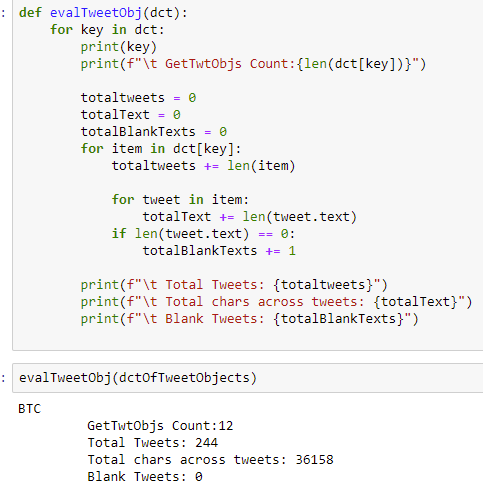 : def evalTweetObj(dct):
    for key in dct:
        print(key)
        print(f"\t GetTwtObjs Count:{len(dct[key])}")

        totaltweets = 0
        totalText = 0
        totalBlankTexts = 0
        for item in dct[key]:
            totaltweets += len(item)

            for tweet in item:
                totalText += len(tweet.text)
            if len(tweet.text) == 0:
                totalBlankTexts += 1

        print(f"\t Total Tweets: {totaltweets}")
        print(f"\t Total chars across tweets: {totalText}")
        print(f"\t Blank Tweets: {totalBlankTexts}")

: evalTweetObj(dctOfTweetObjects)
BTC
         GetTwtObjs Count:12
         Total Tweets: 244
         Total chars across tweets: 36158
         Blank Tweets: 0